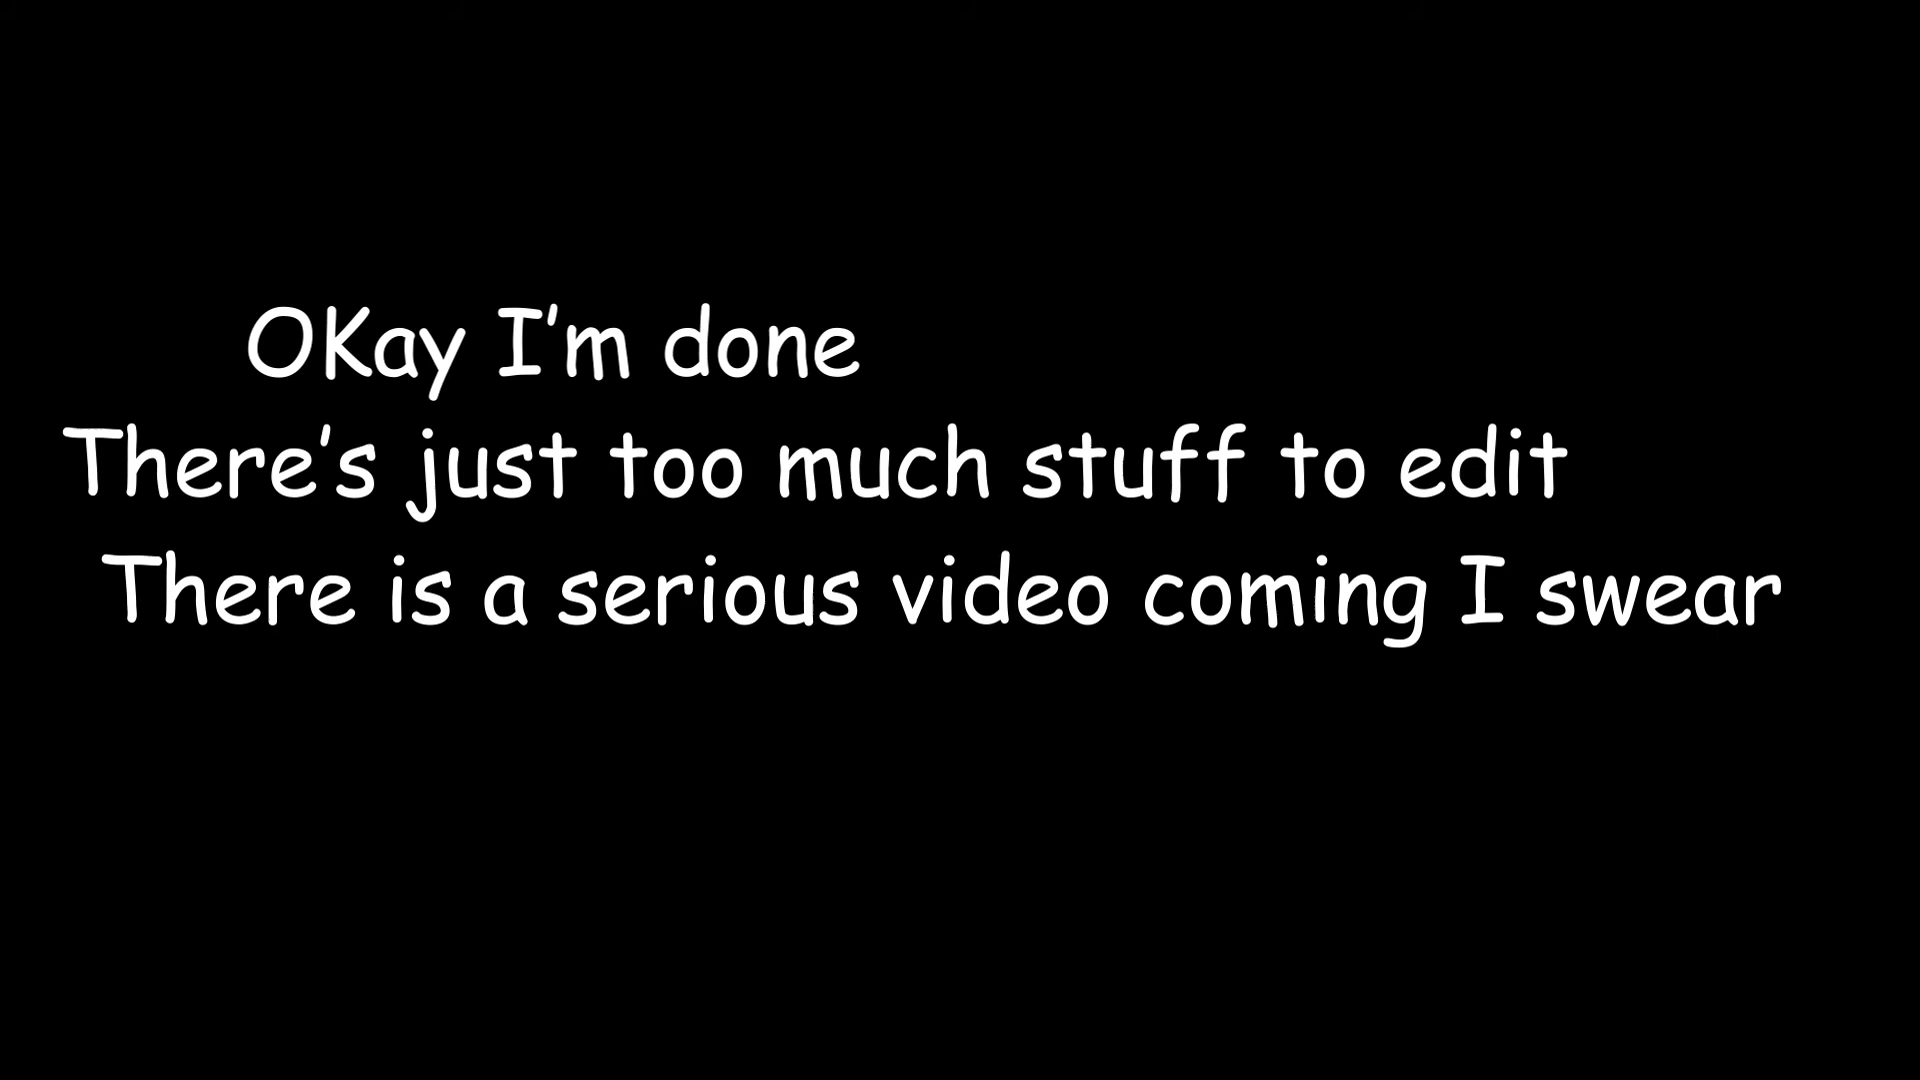 OKay I'm done
There's just too much stuff to edit
There is a serious video coming I swear